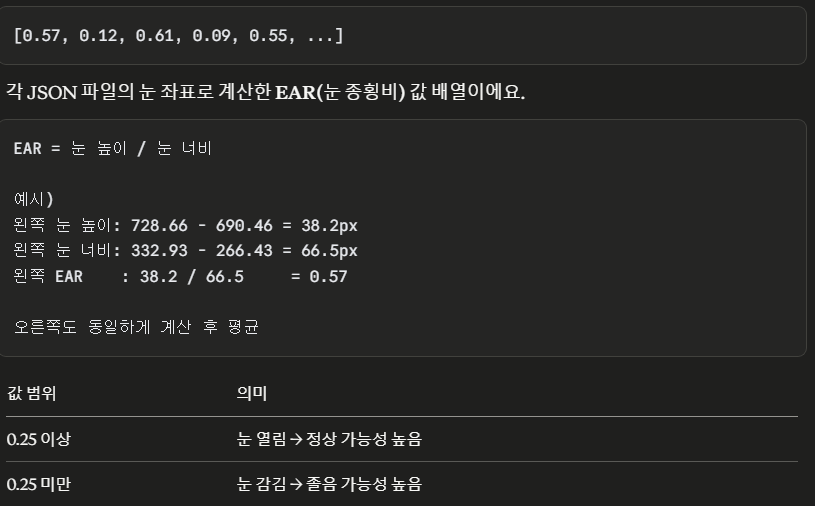 [0.57, 0.12, 0.61, 0.09, 0.55, ...]
각 JSON 파일의 눈 좌표로 계산한 EAR(눈 종횡비) 값 배열이에요.
EAR = 눈 높이 / 눈 너비
예시)
왼쪽 눈 높이: 728.66 - 690.46 = 38.2px
왼쪽 눈 너비: 332.93 - 266.43 = 66.5px
왼쪽 EAR : 38.2 / 66.5 = 0.57
오른쪽도 동일하게 계산 후 평균
값 범위 의미
0.25 이상 눈 열림 → 정상 가능성 높음
0.25 미만 눈 감김 → 졸음 가능성 높음